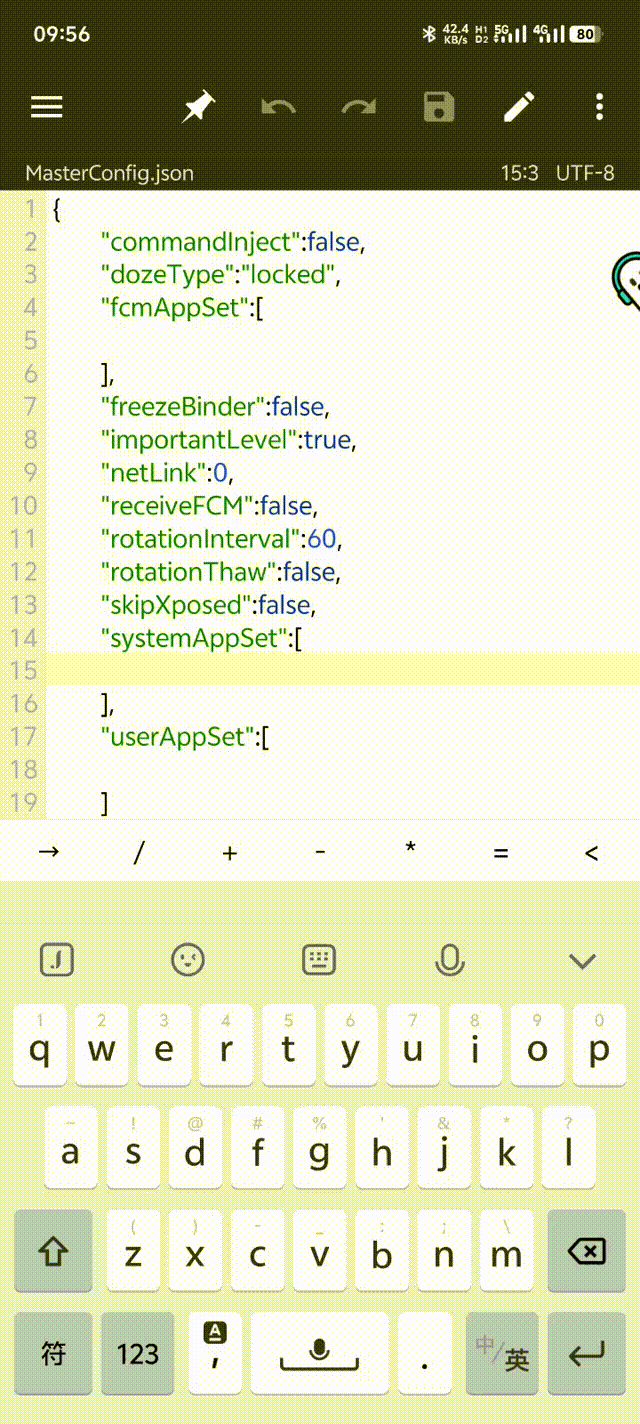 09:56 42.4 KB/s H1 D2 5G 4G 80
MasterConfig.json 15:3 UTF-8
1 {
2 "commandInject":false,
3 "dozeType":"locked",
4 "fcmAppSet":[
5
6 ],
7 "freezeBinder":false,
8 "importantLevel":true,
9 "netLink":0,
10 "receiveFCM":false,
11 "rotationInterval":60,
12 "rotationThaw":false,
13 "skipXposed":false,
14 "systemAppSet":[
15
16 ],
17 "userAppSet":[
18
19 ]
→ / + - * = <
1 2 3 4 5 6 7 8 9 0
q w e r t y u i o p
~ ! @ # % ' & * ?
a s d f g h j k l
( ) - _ : ; \
z x c v b n m
符 123 A , . 中/英